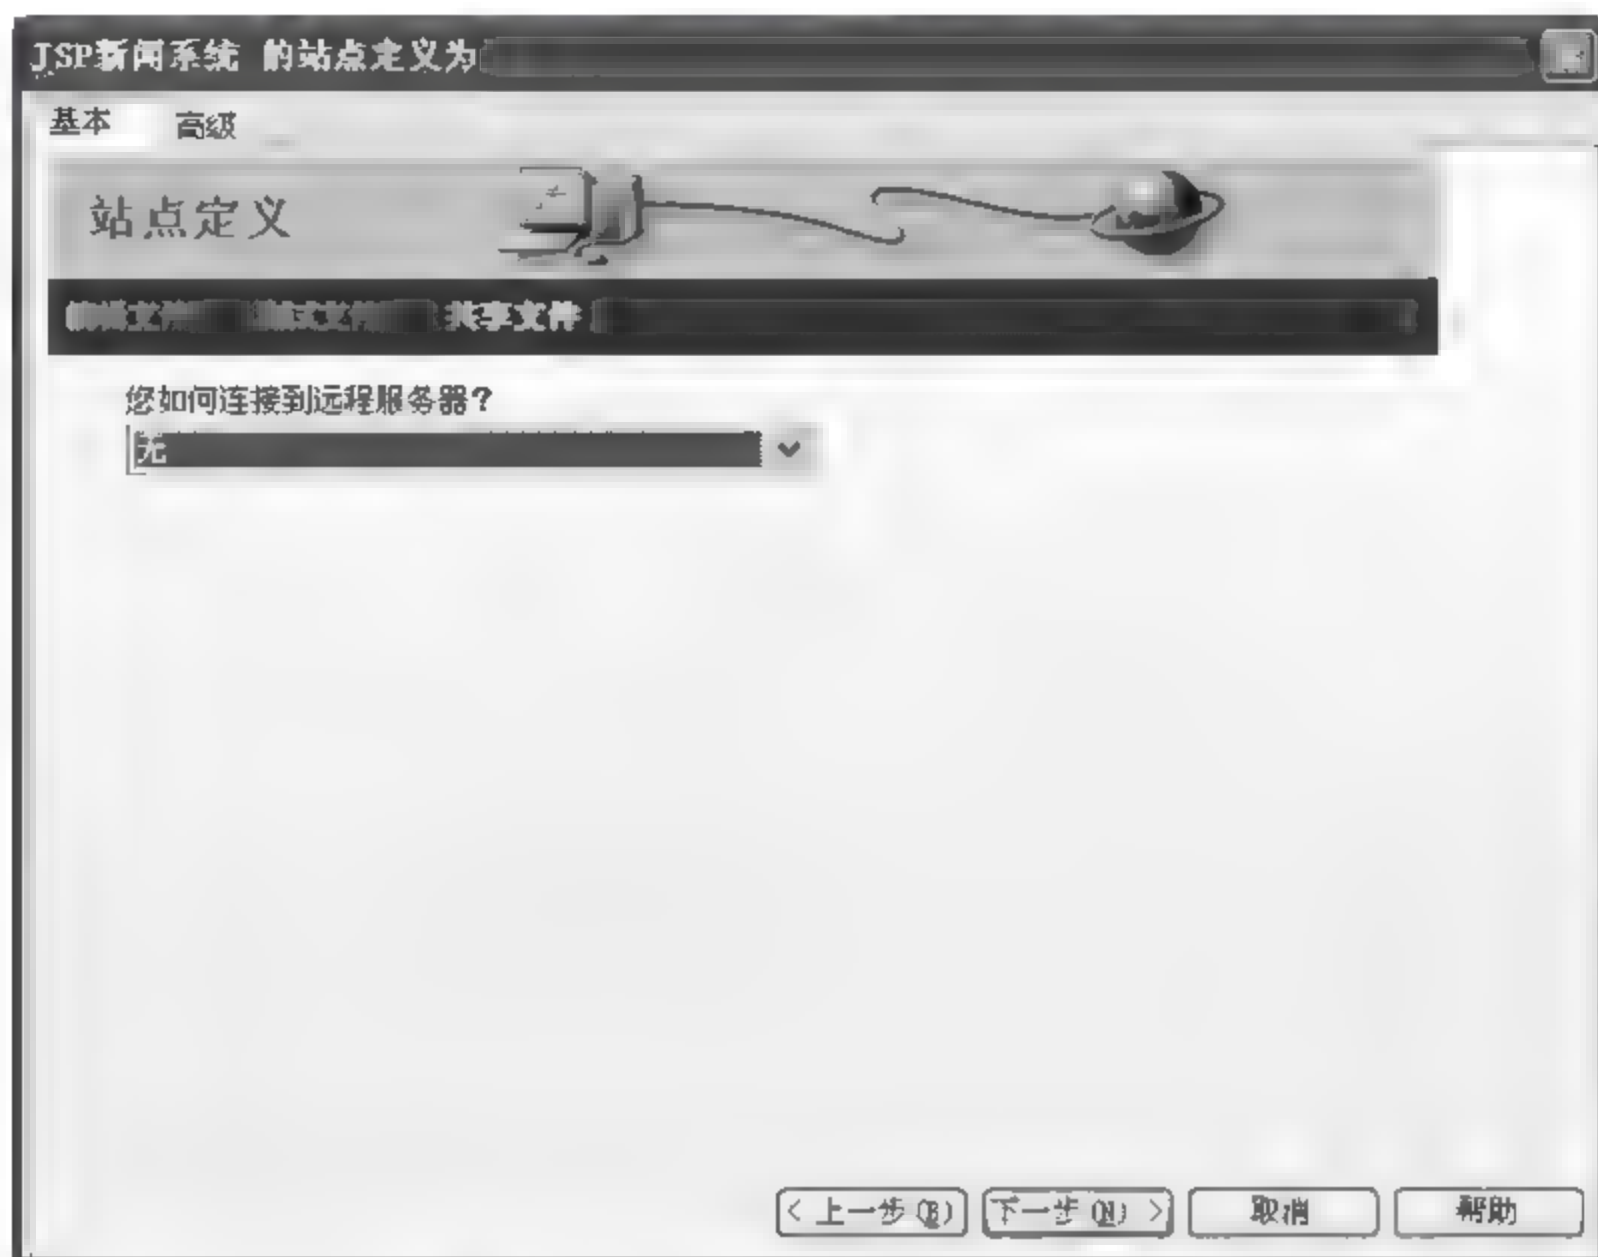 JSP新闻系统 的站点定义为
基本 高级
站点定义
共享文件
您如何连接到远程服务器？
无
< 上一步(B) 下一步(N) > 取消 帮助